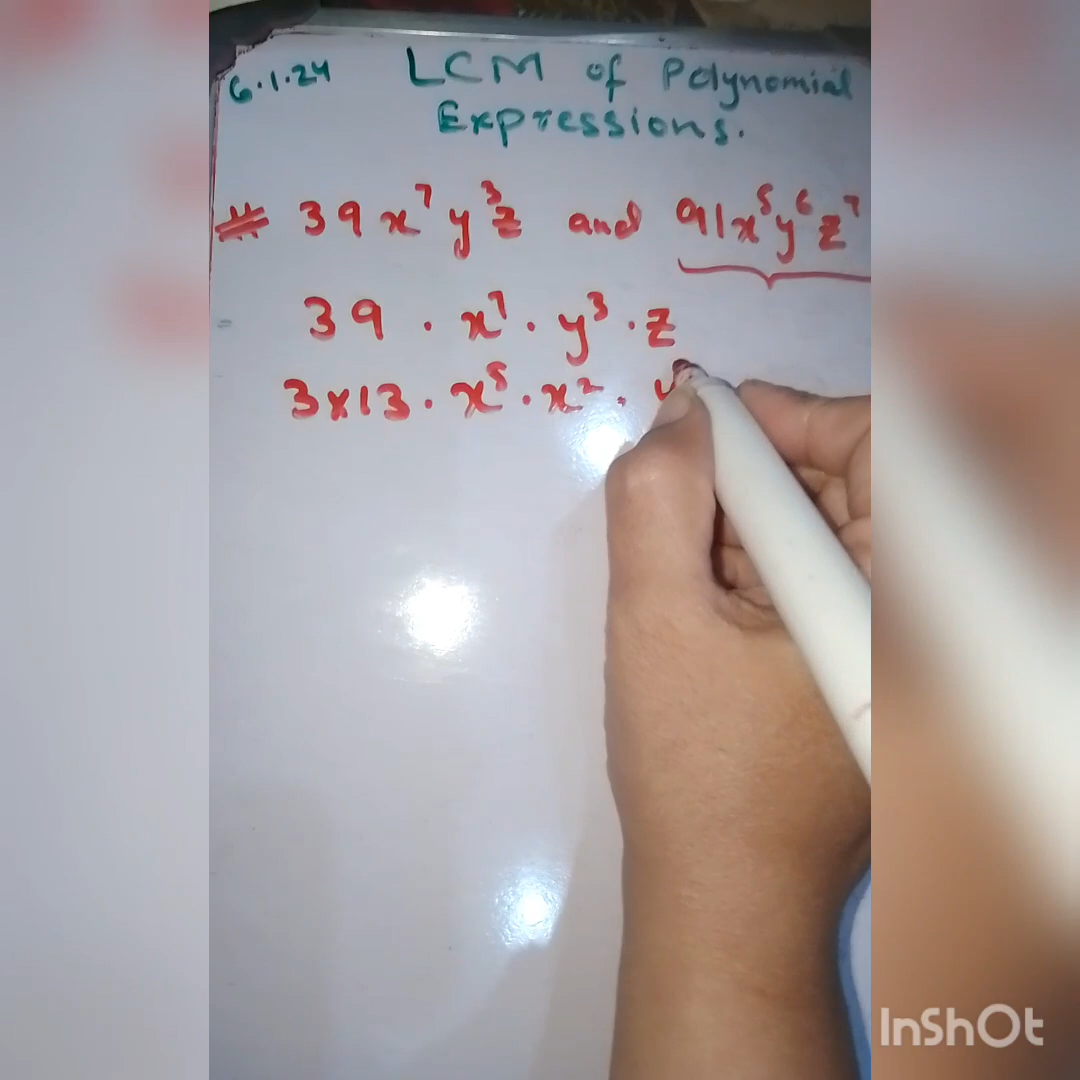 6.1.24 LCM of Polynomial
Expressions.
* 39x⁷y³z and 91x⁵y⁶z⁷
39 · x⁷ · y³ · z
3×13 · x⁵ · x² · y
InShOt